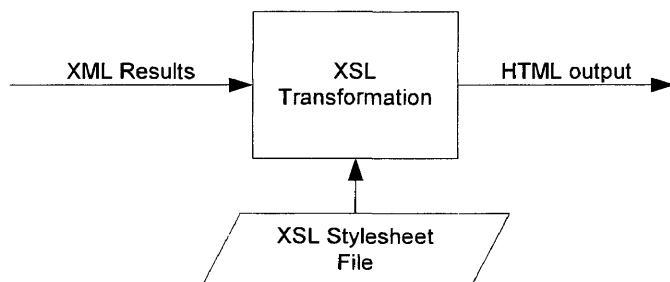 XML Results
XSL
Transformation
HTML output
XSL Stylesheet
File